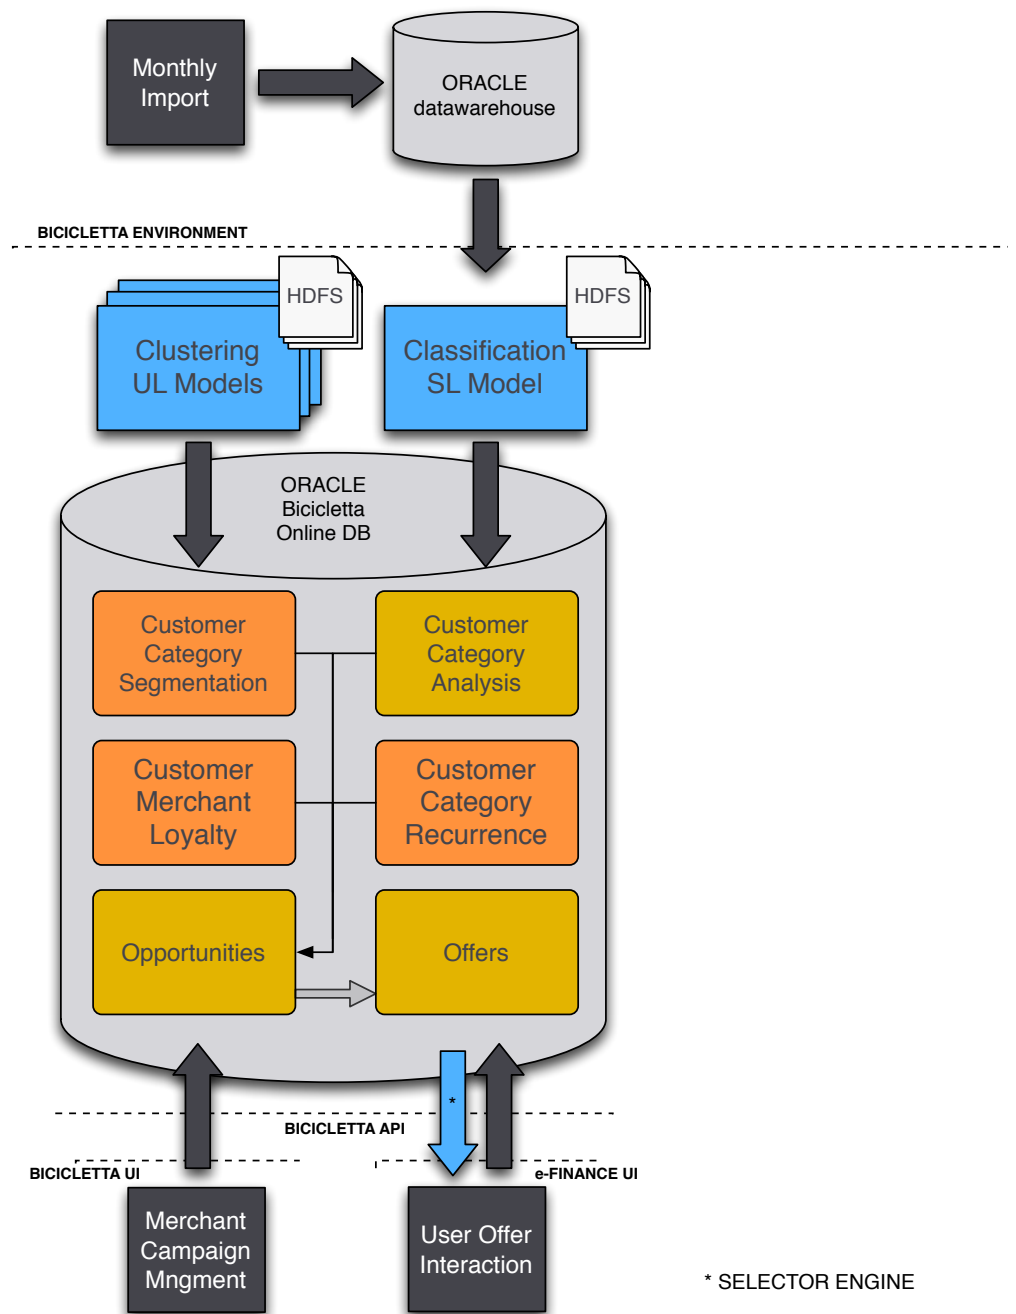 Monthly
Import
ORACLE
datawarehouse
BICICLETTA ENVIRONMENT
HDFS
HDFS
Clustering
UL Models
Classification
SL Model
ORACLE
Bicicletta
Online DB
Customer
Category
Segmentation
Customer
Category
Analysis
Customer
Merchant
Loyalty
Customer
Category
Recurrence
Opportunities
Offers
*
BICICLETTA API
BICICLETTA UI
e-FINANCE UI
Merchant
Campaign
Mngment
User Offer
Interaction
* SELECTOR ENGINE